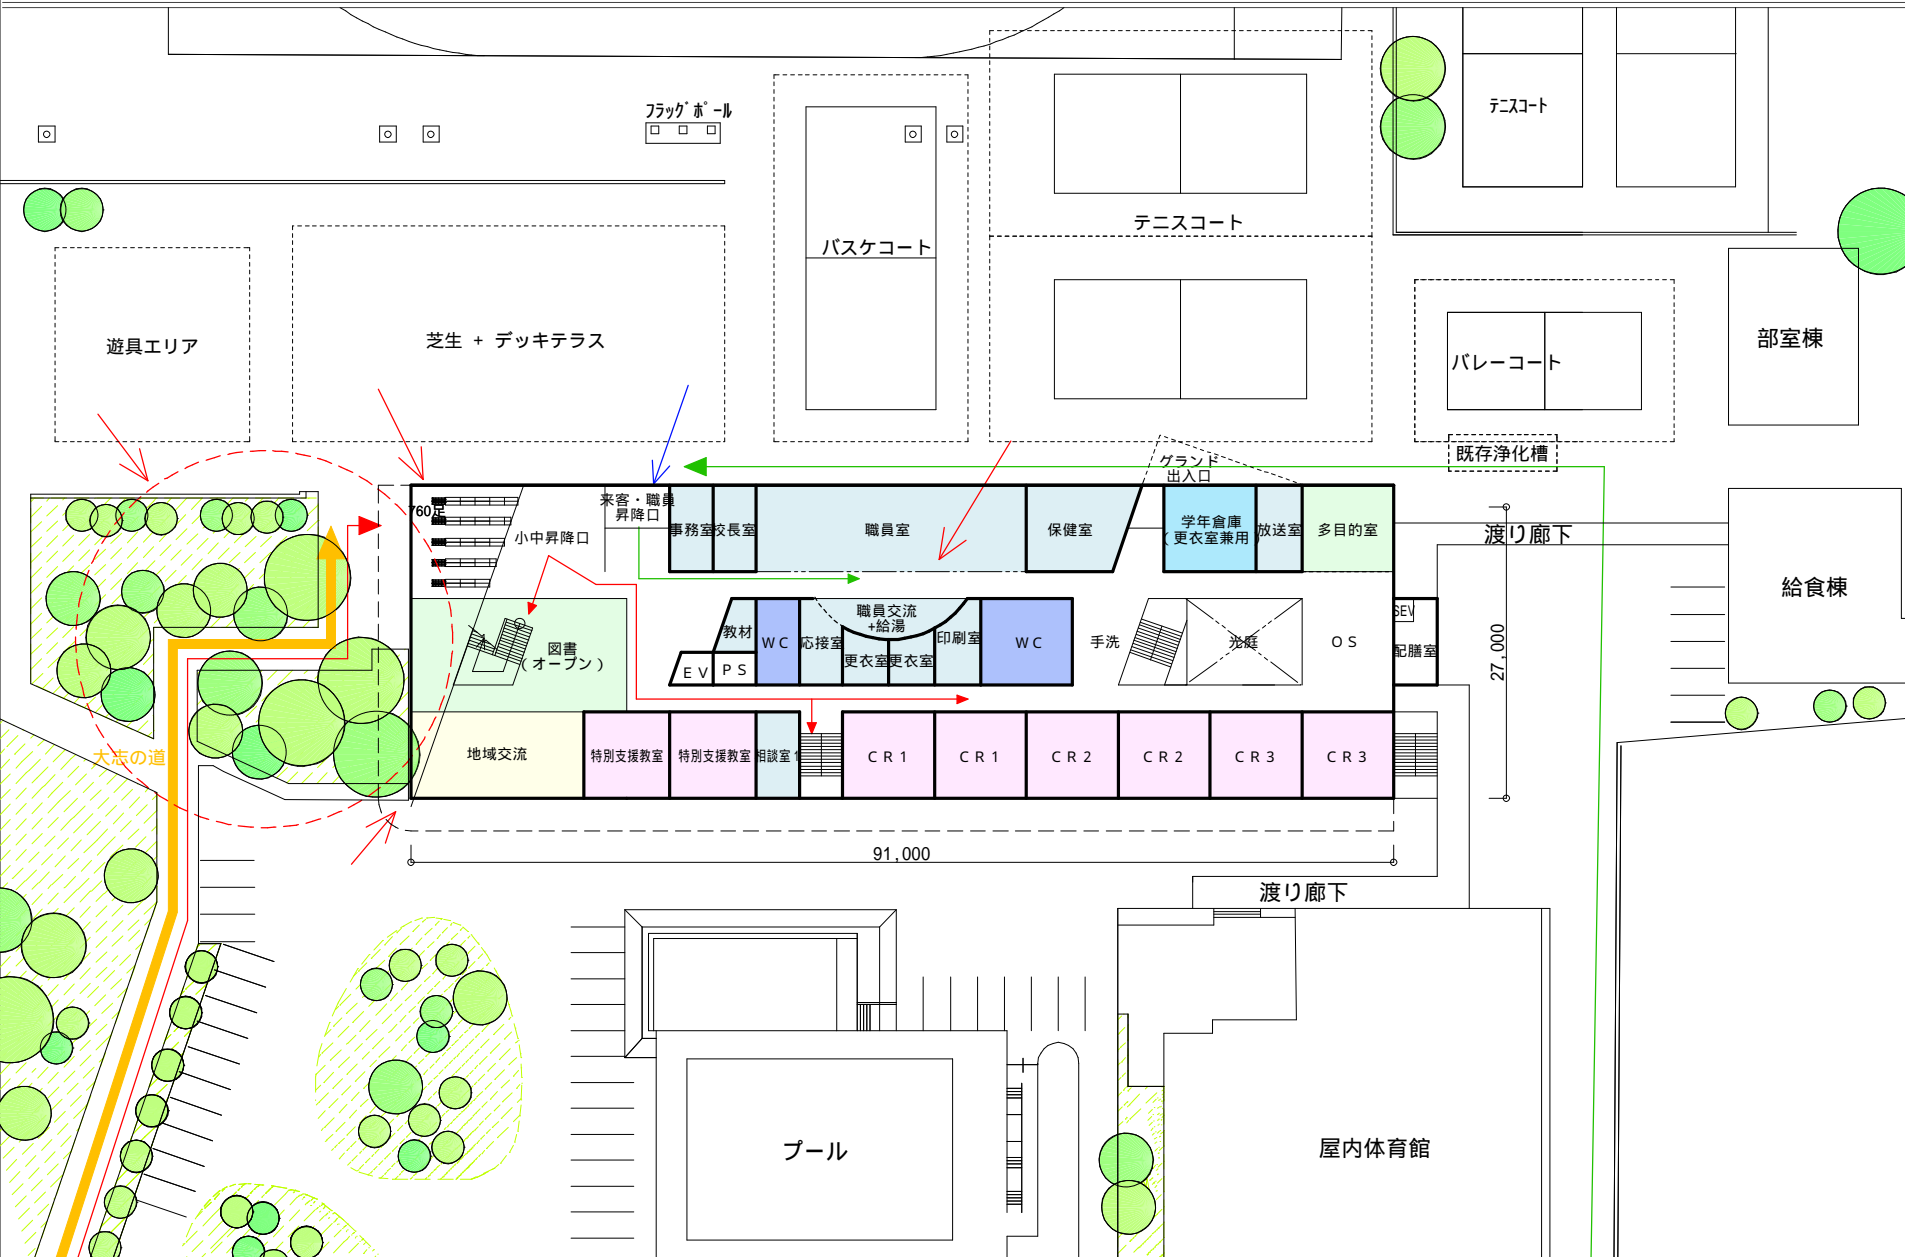 フラッグポール
テニスコート
テニスコート
バスケコート
遊具エリア
芝生 + デッキテラス
バレーコート
部室棟
既存浄化槽
グランド
出入口
760足
小中昇降口
来客・職員
昇降口
事務室
校長室
職員室
保健室
学年倉庫
(更衣室兼用
放送室
多目的室
渡り廊下
給食棟
図書
(オープン)
教材
EV
PS
WC
応接室
職員交流
+給湯
更衣室
更衣室
印刷室
WC
手洗
光庭
OS
SEV
配膳室
27,000
大志の道
地域交流
特別支援教室
特別支援教室
相談室1
CR1
CR1
CR2
CR2
CR3
CR3
91,000
渡り廊下
プール
屋内体育館